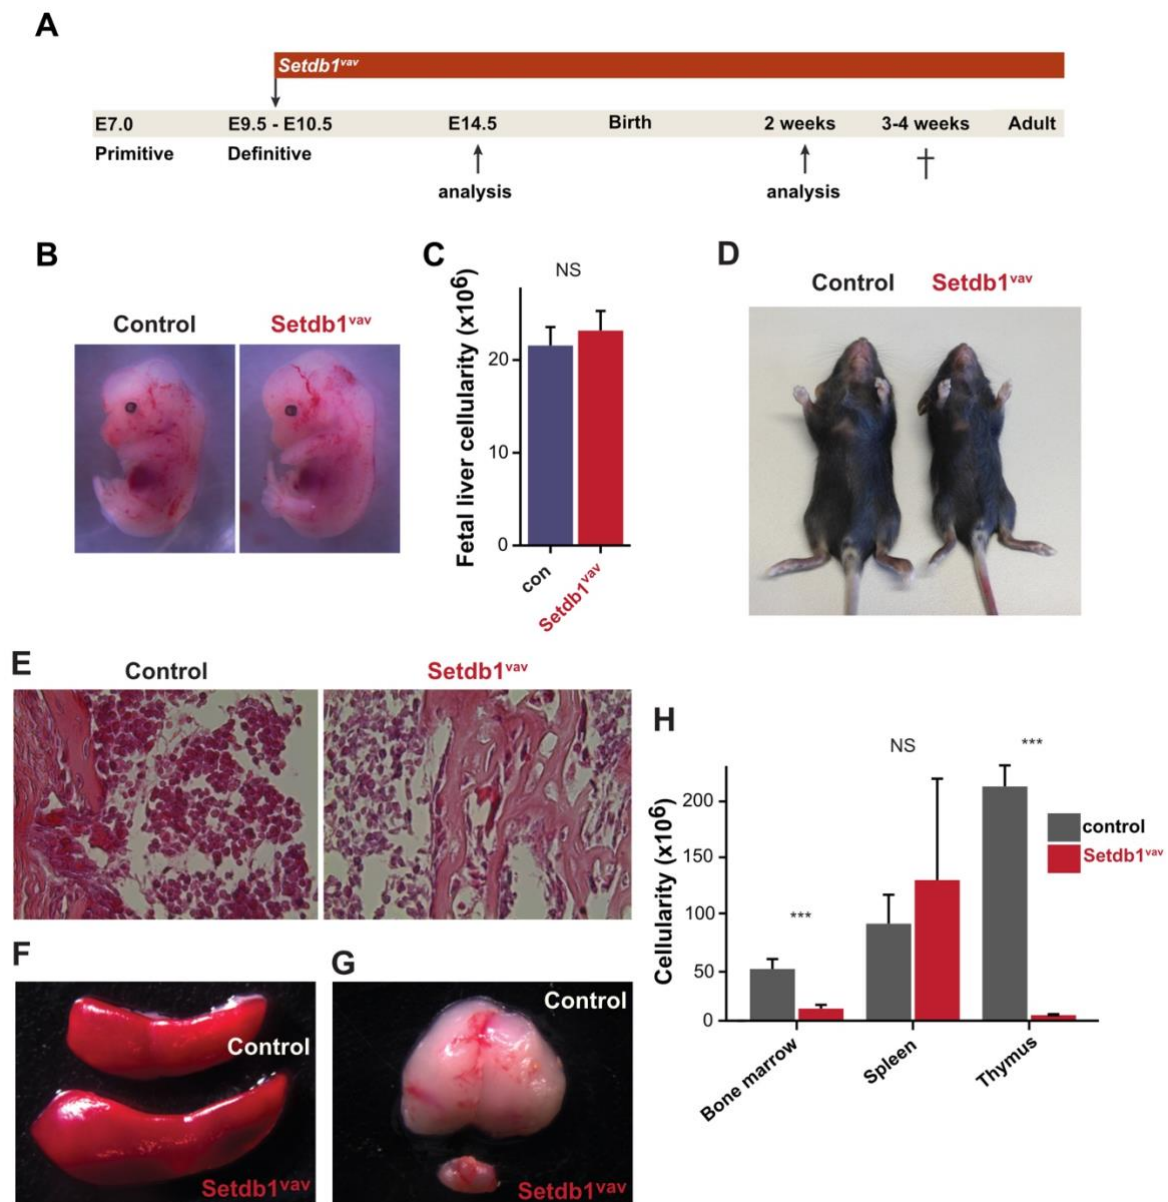 A
Setdb1vav
E7.0 E9.5 - E10.5 E14.5 Birth 2 weeks 3-4 weeks Adult
Primitive Definitive
analysis analysis
B
Control Setdb1vav
C
NS
Fetal liver cellularity (x10⁶)
20
10
0
con
Setdb1vav
D
Control Setdb1vav
E
Control Setdb1vav
F
Control
Setdb1vav
G
Control
Setdb1vav
H
NS
***
***
Cellularity (x10⁶)
200
150
100
50
0
control
Setdb1vav
Bone marrow
Spleen
Thymus